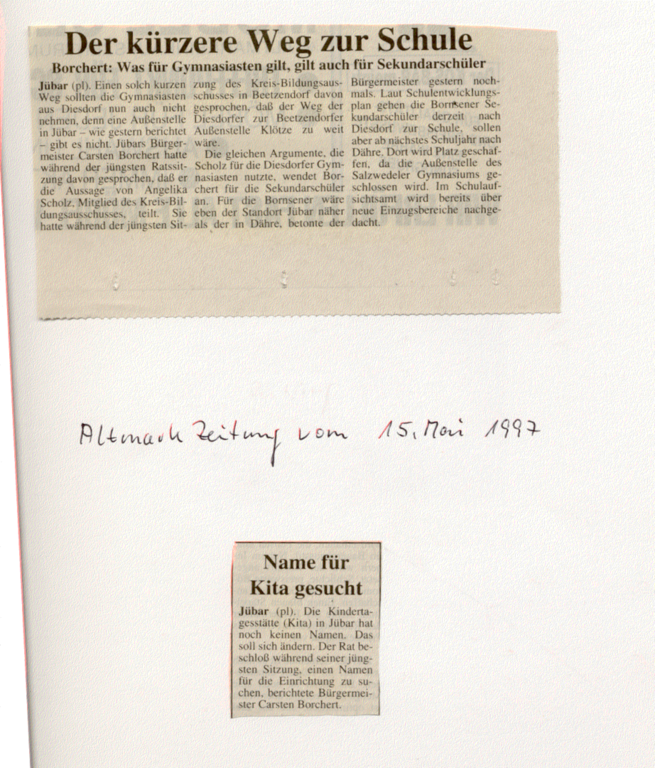 Der kürzere Weg zur Schule
Borchert: Was für Gymnasiasten gilt, gilt auch für Sekundarschüler
Jübar (pl). Einen solch kurzen
Weg sollten die Gymnasiasten
aus Diesdorf nun auch nicht
nehmen, denn eine Außenstelle
in Jübar – wie gestern berichtet
– gibt es nicht. Jübars Bürger-
meister Carsten Borchert hatte
während der jüngsten Ratssit-
zung davon gesprochen, daß er
die Aussage von Angelika
Scholz, Mitglied des Kreis-Bil-
dungsausschusses, teilt. Sie
hatte während der jüngsten Sit-
zung des Kreis-Bildungsaus-
schusses in Beetzendorf davon
gesprochen, daß der Weg der
Diesdorfer zur Beetzendorfer
Außenstelle Klötze zu weit
wäre.
Die gleichen Argumente, die
Scholz für die Diesdorfer Gym-
nasiasten nutzte, wendet Bor-
chert für die Sekundarschüler
an. Für die Bornsener wäre
eben der Standort Jübar näher
als der in Dähre, betonte der
Bürgermeister gestern noch-
mals. Laut Schulentwicklungs-
plan gehen die Bornsener Se-
kundarschüler derzeit nach
Diesdorf zur Schule, sollen
aber ab nächstes Schuljahr nach
Dähre. Dort wird Platz geschaf-
fen, da die Außenstelle des
Salzwedeler Gymnasiums ge-
schlossen wird. Im Schulauf-
sichtsamt wird bereits über
neue Einzugsbereiche nachge-
dacht.
Altmark Zeitung vom 15. Mai 1997
Name für
Kita gesucht
Jübar (pl). Die Kinderta-
gesstätte (Kita) in Jübar hat
noch keinen Namen. Das
soll sich ändern. Der Rat be-
schloß während seiner jüng-
sten Sitzung, einen Namen
für die Einrichtung zu su-
chen, berichtete Bürgermei-
ster Carsten Borchert.